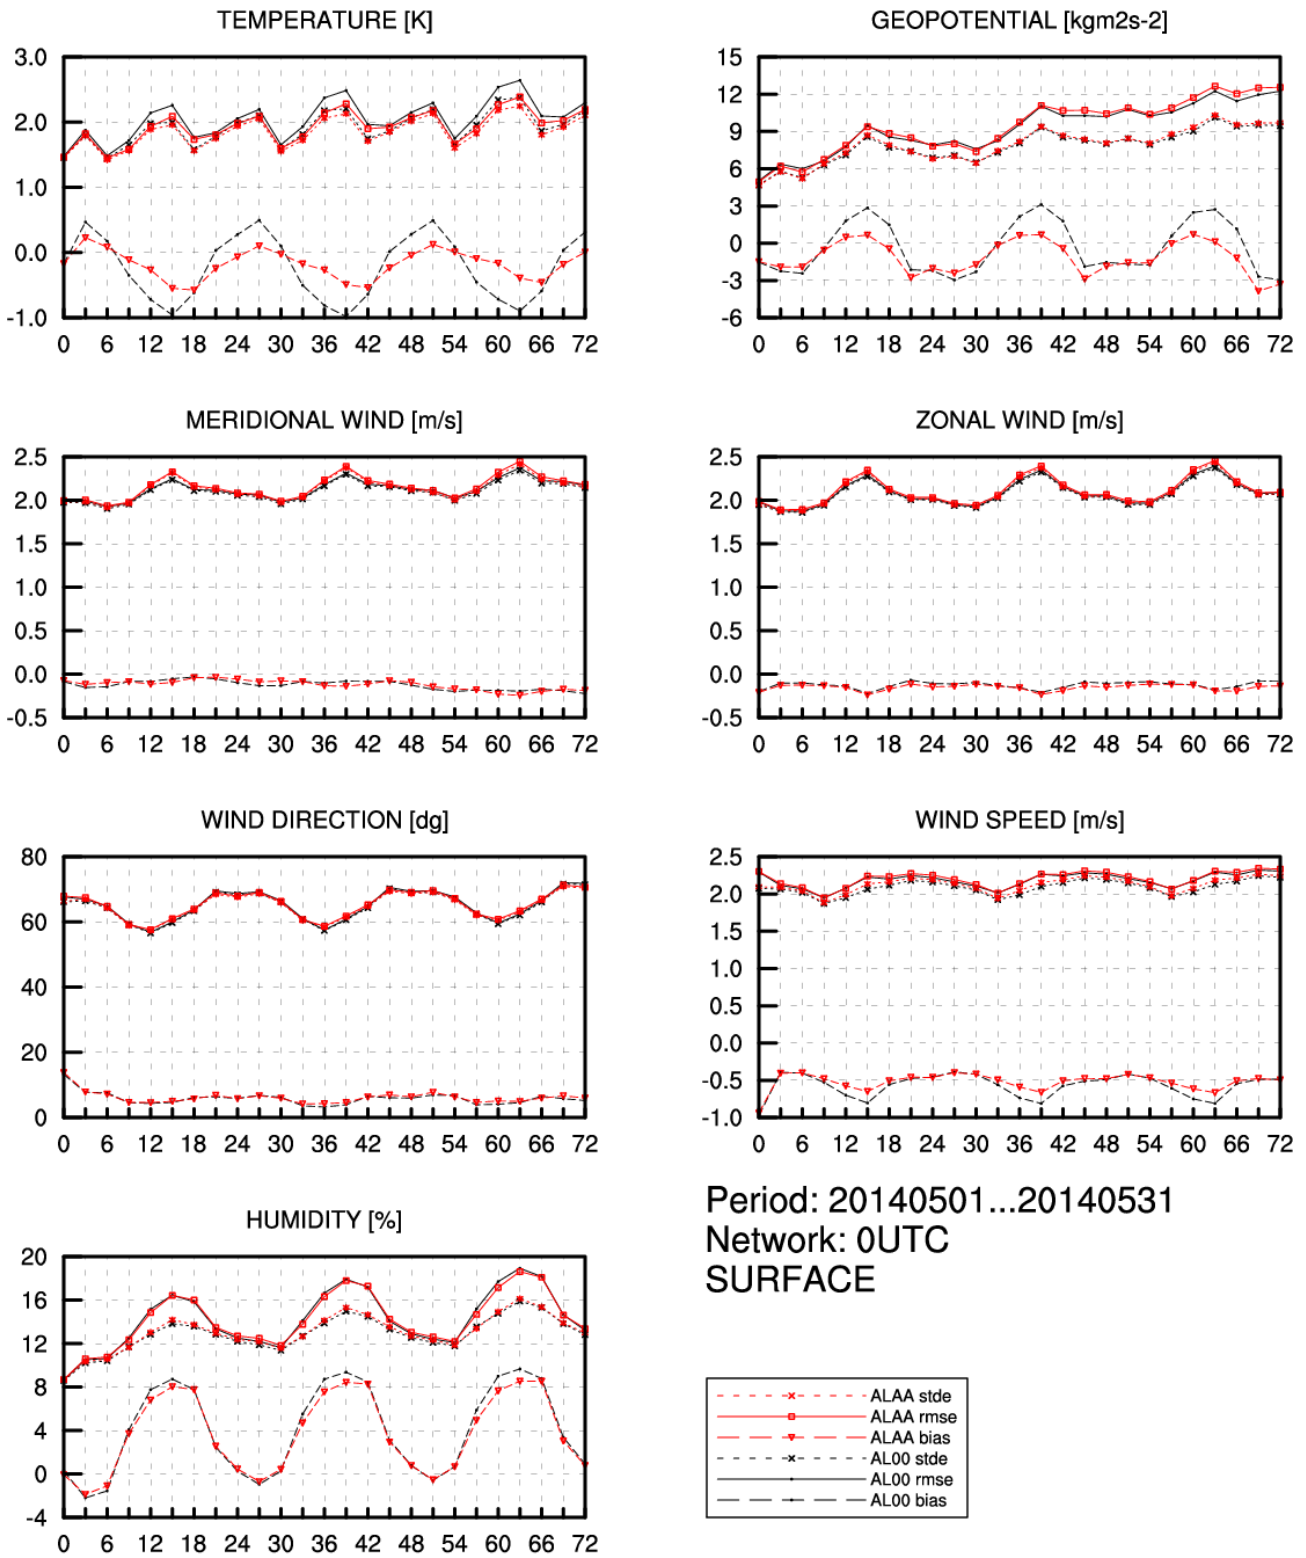 TEMPERATURE [K]
3.0
2.0
1.0
0.0
-1.0
0 6 12 18 24 30 36 42 48 54 60 66 72
GEOPOTENTIAL [kgm2s-2]
15
12
9
6
3
0
-3
-6
0 6 12 18 24 30 36 42 48 54 60 66 72
MERIDIONAL WIND [m/s]
2.5
2.0
1.5
1.0
0.5
0.0
-0.5
0 6 12 18 24 30 36 42 48 54 60 66 72
ZONAL WIND [m/s]
2.5
2.0
1.5
1.0
0.5
0.0
-0.5
0 6 12 18 24 30 36 42 48 54 60 66 72
WIND DIRECTION [dg]
80
60
40
20
0
0 6 12 18 24 30 36 42 48 54 60 66 72
WIND SPEED [m/s]
2.5
2.0
1.5
1.0
0.5
0.0
-0.5
-1.0
0 6 12 18 24 30 36 42 48 54 60 66 72
HUMIDITY [%]
20
16
12
8
4
0
-4
0 6 12 18 24 30 36 42 48 54 60 66 72
Period: 20140501...20140531
Network: 0UTC
SURFACE
ALAA stde
ALAA rmse
ALAA bias
AL00 stde
AL00 rmse
AL00 bias